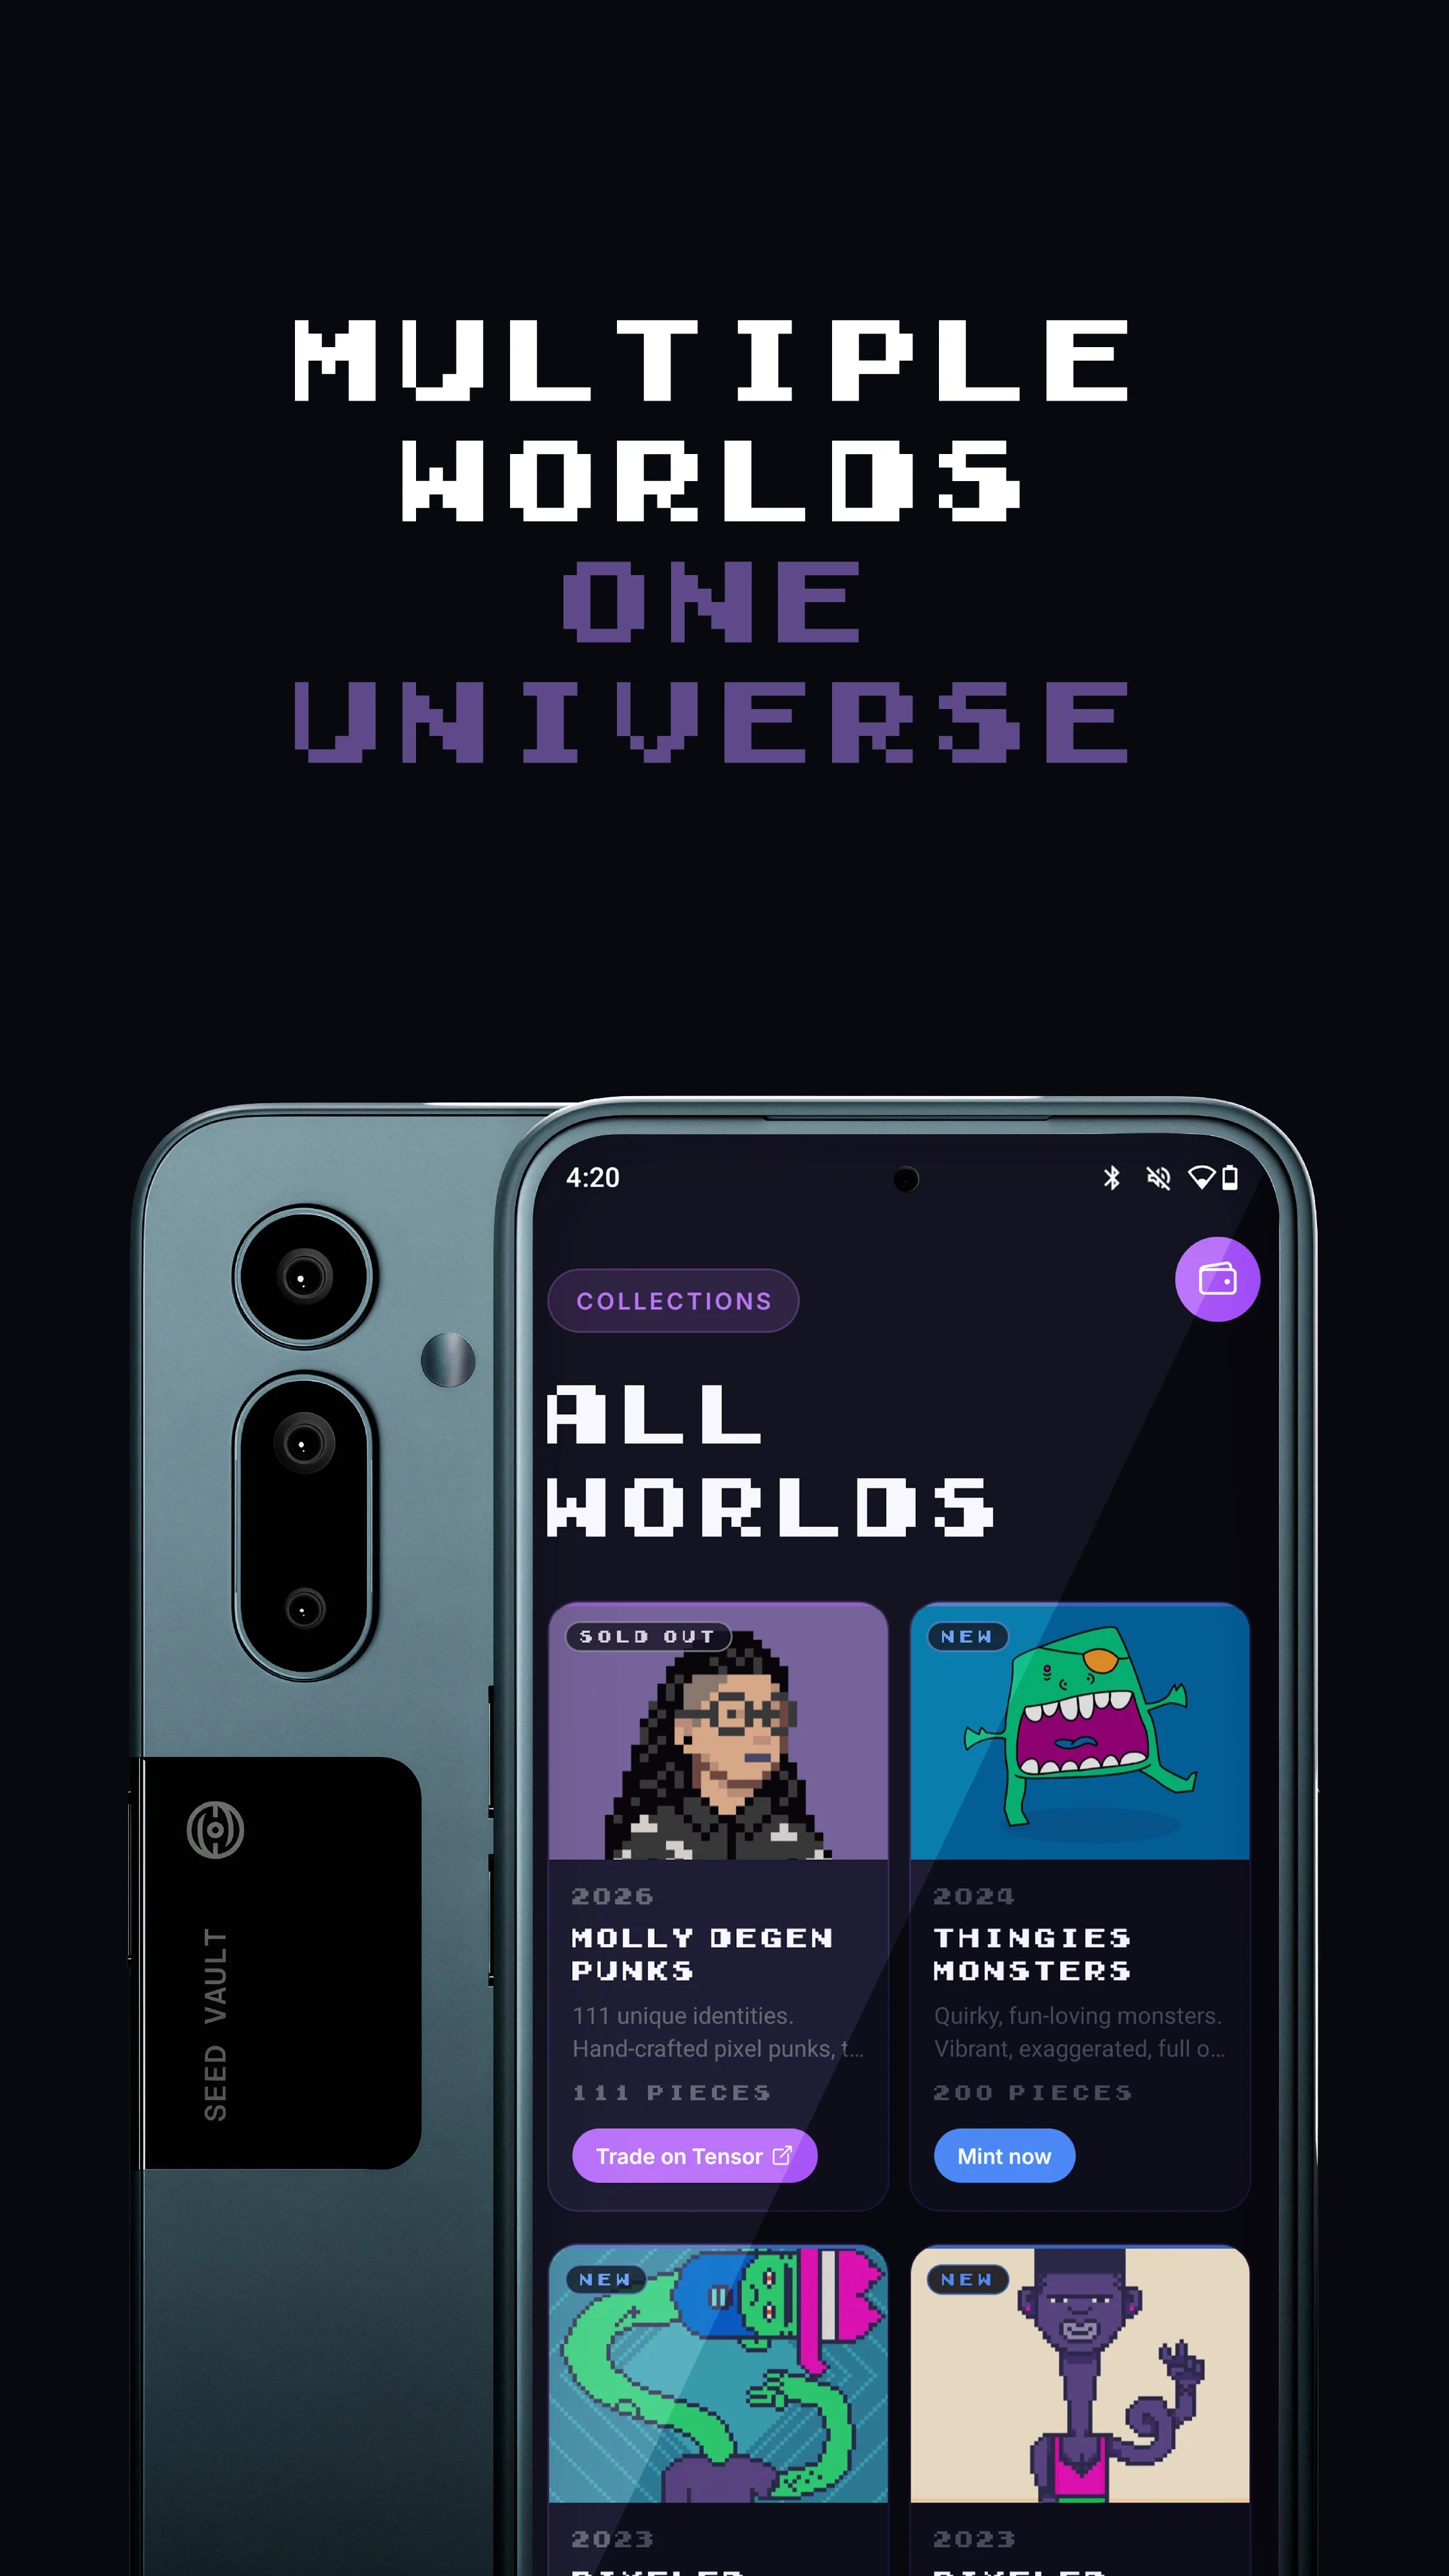 MULTIPLE
WORLDS
ONE
UNIVERSE
4:20
COLLECTIONS
ALL
WORLDS
SOLD OUT
2026
MOLLY DEGEN
PUNKS
111 unique identities.
Hand-crafted pixel punks, t...
111 PIECES
Trade on Tensor
NEW
2024
THINGIES
MONSTERS
Quirky, fun-loving monsters.
Vibrant, exaggerated, full o...
200 PIECES
Mint now
NEW
2023
NEW
2023
SEED VAULT